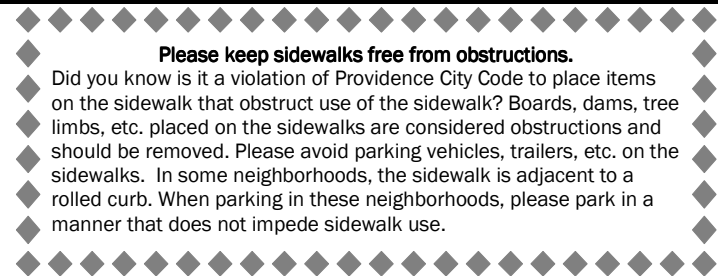 Please keep sidewalks free from obstructions.
Did you know is it a violation of Providence City Code to place items
on the sidewalk that obstruct use of the sidewalk? Boards, dams, tree
limbs, etc. placed on the sidewalks are considered obstructions and
should be removed. Please avoid parking vehicles, trailers, etc. on the
sidewalks.  In some neighborhoods, the sidewalk is adjacent to a
rolled curb. When parking in these neighborhoods, please park in a
manner that does not impede sidewalk use.